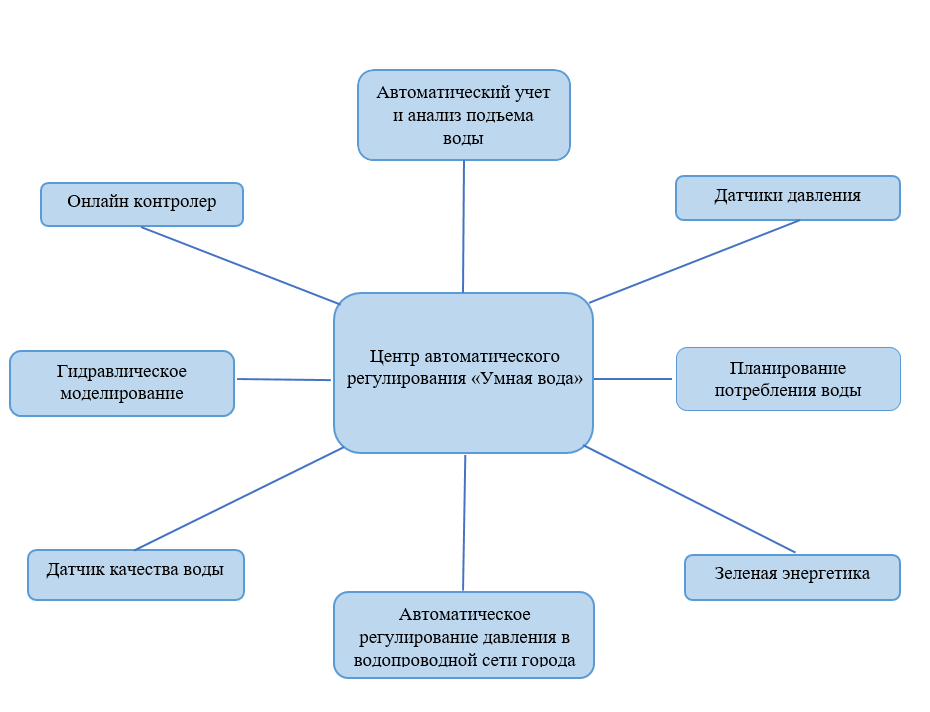 Автоматический учет
и анализ подъема
воды
Онлайн контролер
Датчики давления
Центр автоматического
регулирования «Умная вода»
Гидравлическое
моделирование
Планирование
потребления воды
Датчик качества воды
Зеленая энергетика
Автоматическое
регулирование давления в
водопроводной сети города